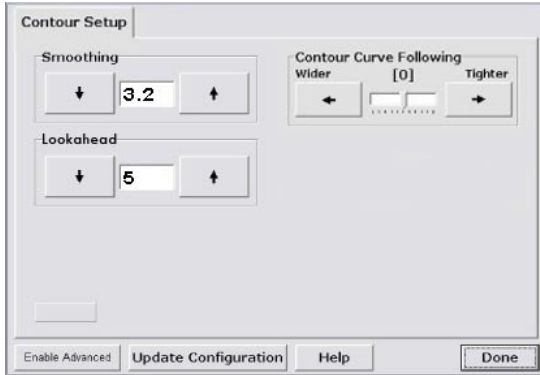 Contour Setup
Smoothing
3.2
Lookahead
5
Contour Curve Following
Wider [0] Tighter
Enable Advanced Update Configuration Help Done